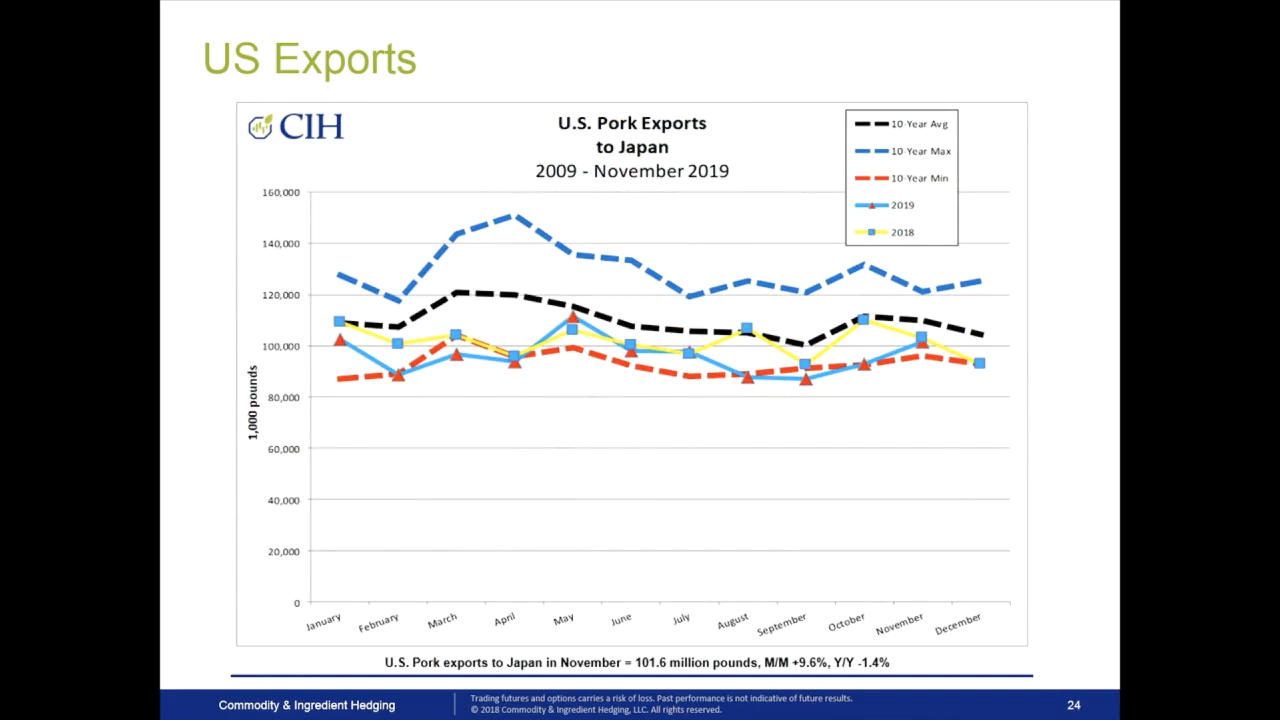 US Exports
CIH
U.S. Pork Exports
to Japan
2009 - November 2019
10-Year Avg
10-Year Max
10-Year Min
2019
2018
160,000
140,000
120,000
100,000
80,000
60,000
40,000
20,000
0
1,000 pounds
January
February
March
April
May
June
July
August
September
October
November
December
U.S. Pork exports to Japan in November = 101.6 million pounds, M/M +9.6%, Y/Y -1.4%
Commodity & Ingredient Hedging
Trading futures and options carries a risk of loss. Past performance is not indicative of future results.
© 2018 Commodity & Ingredient Hedging, LLC. All rights reserved.
24